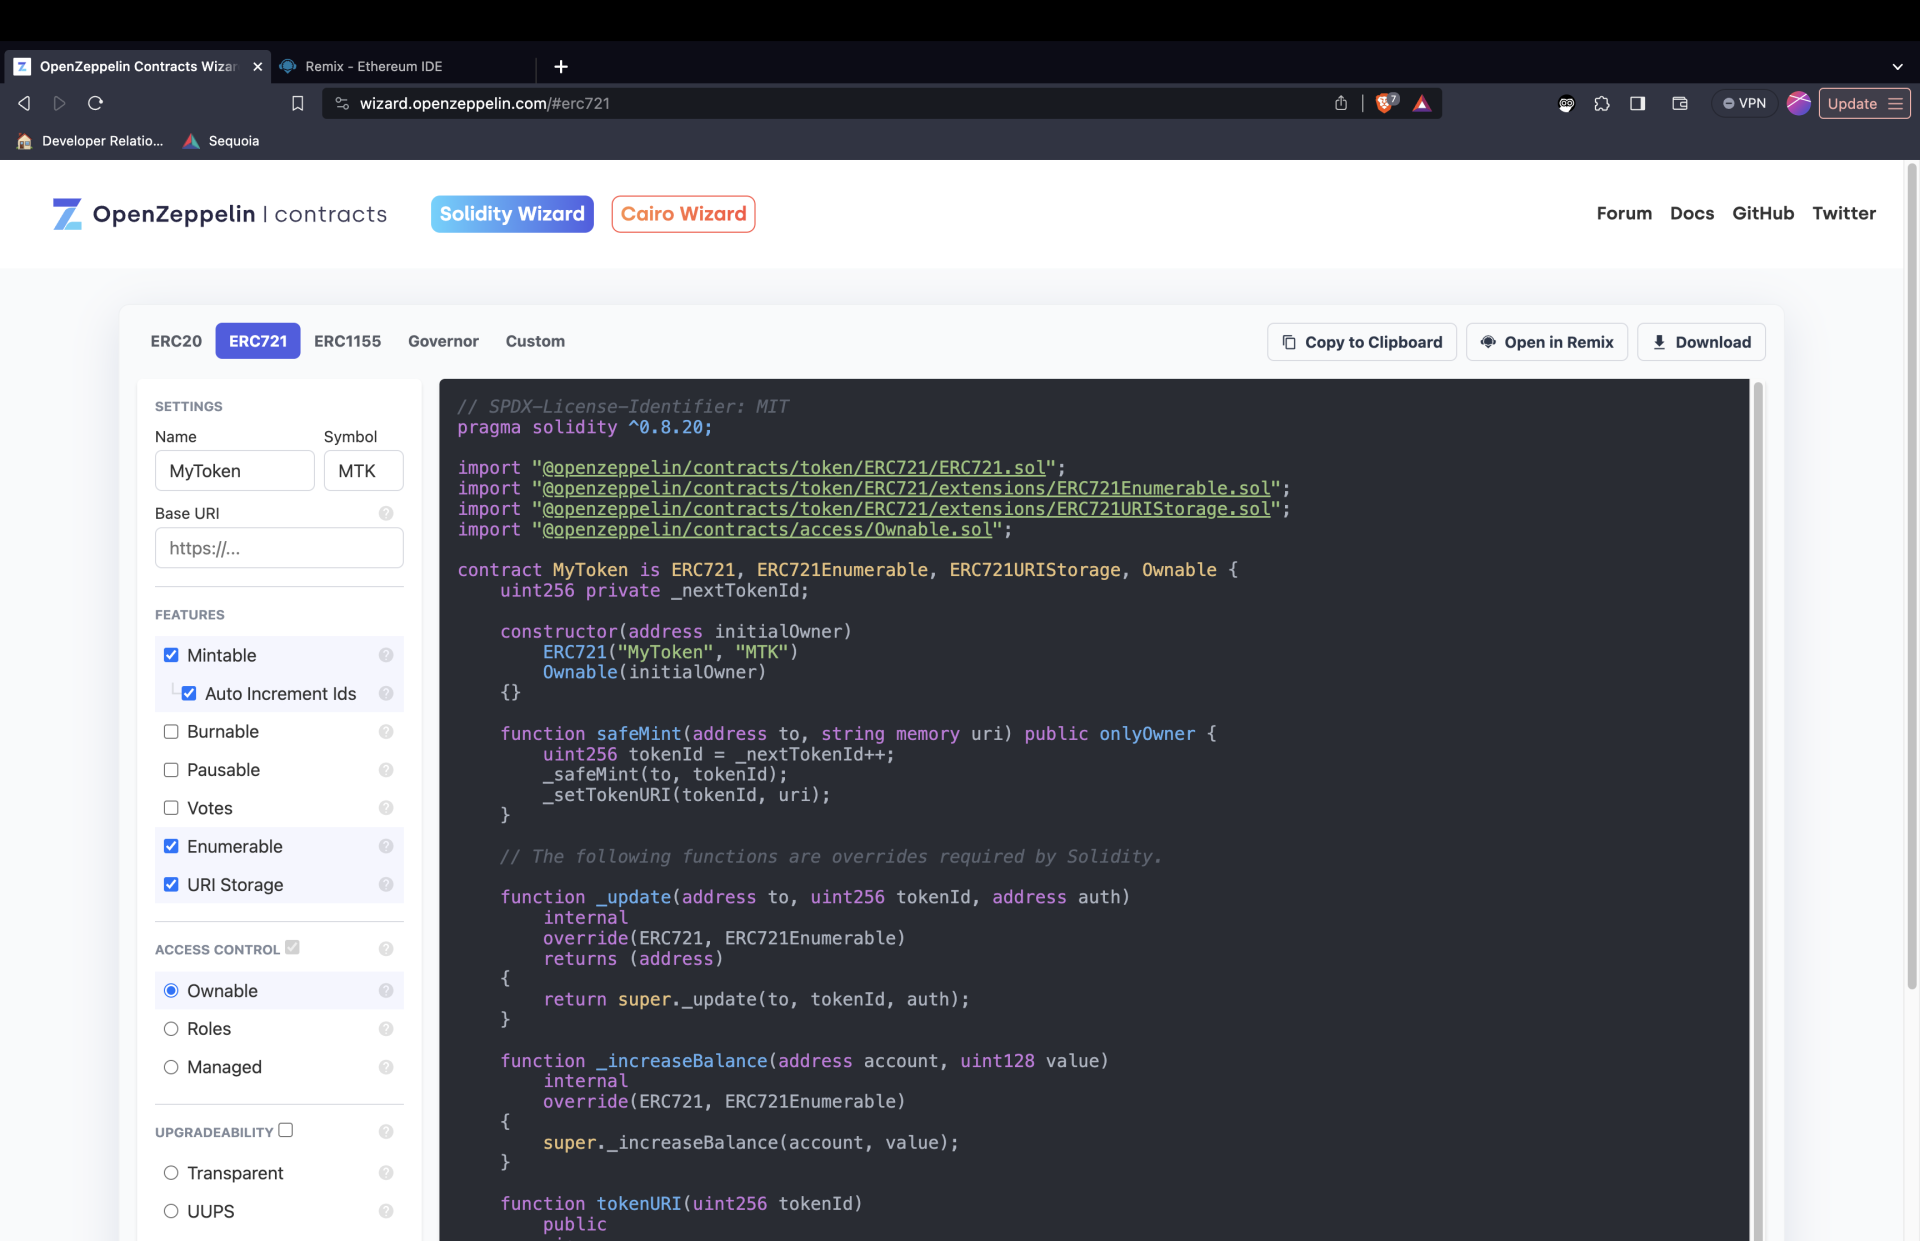 OpenZeppelin Contracts Wizar
Remix - Ethereum IDE
wizard.openzeppelin.com/#erc721
7
VPN
Update
Developer Relatio...
Sequoia
OpenZeppelin | contracts
Solidity Wizard
Cairo Wizard
Forum
Docs
GitHub
Twitter
ERC20
ERC721
ERC1155
Governor
Custom
Copy to Clipboard
Open in Remix
Download
SETTINGS
Name
Symbol
MyToken
MTK
Base URI
?
https://...
FEATURES
Mintable
?
Auto Increment Ids
?
Burnable
?
Pausable
?
Votes
?
Enumerable
?
URI Storage
?
ACCESS CONTROL
?
Ownable
?
Roles
?
Managed
?
UPGRADEABILITY
?
Transparent
?
UUPS
?
// SPDX-License-Identifier: MIT
pragma solidity ^0.8.20;
import "@openzeppelin/contracts/token/ERC721/ERC721.sol";
import "@openzeppelin/contracts/token/ERC721/extensions/ERC721Enumerable.sol";
import "@openzeppelin/contracts/token/ERC721/extensions/ERC721URIStorage.sol";
import "@openzeppelin/contracts/access/Ownable.sol";
contract MyToken is ERC721, ERC721Enumerable, ERC721URIStorage, Ownable {
uint256 private _nextTokenId;
constructor(address initialOwner)
ERC721("MyToken", "MTK")
Ownable(initialOwner)
{}
function safeMint(address to, string memory uri) public onlyOwner {
uint256 tokenId = _nextTokenId++;
_safeMint(to, tokenId);
_setTokenURI(tokenId, uri);
}
// The following functions are overrides required by Solidity.
function _update(address to, uint256 tokenId, address auth)
internal
override(ERC721, ERC721Enumerable)
returns (address)
{
return super._update(to, tokenId, auth);
}
function _increaseBalance(address account, uint128 value)
internal
override(ERC721, ERC721Enumerable)
{
super._increaseBalance(account, value);
}
function tokenURI(uint256 tokenId)
public